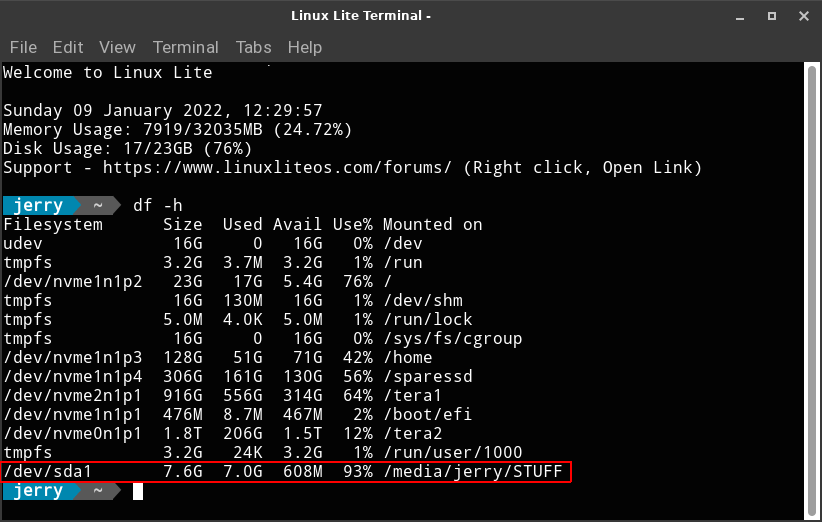 Linux Lite Terminal -
File Edit View Terminal Tabs Help
Welcome to Linux Lite
Sunday 09 January 2022, 12:29:57
Memory Usage: 7919/32035MB (24.72%)
Disk Usage: 17/23GB (76%)
Support - https://www.linuxliteos.com/forums/ (Right click, Open Link)
jerry ~ df -h
Filesystem      Size  Used Avail Use% Mounted on
udev             16G     0   16G   0% /dev
tmpfs           3.2G  3.7M  3.2G   1% /run
/dev/nvme1n1p2   23G   17G  5.4G  76% /
tmpfs            16G  130M   16G   1% /dev/shm
tmpfs           5.0M  4.0K  5.0M   1% /run/lock
tmpfs            16G     0   16G   0% /sys/fs/cgroup
/dev/nvme1n1p3  128G   51G   71G  42% /home
/dev/nvme1n1p4  306G  161G  130G  56% /sparessd
/dev/nvme2n1p1  916G  556G  314G  64% /tera1
/dev/nvme1n1p1  476M  8.7M  467M   2% /boot/efi
/dev/nvme0n1p1  1.8T  206G  1.5T  12% /tera2
tmpfs           3.2G   24K  3.2G   1% /run/user/1000
/dev/sda1       7.6G  7.0G  608M  93% /media/jerry/STUFF
jerry ~